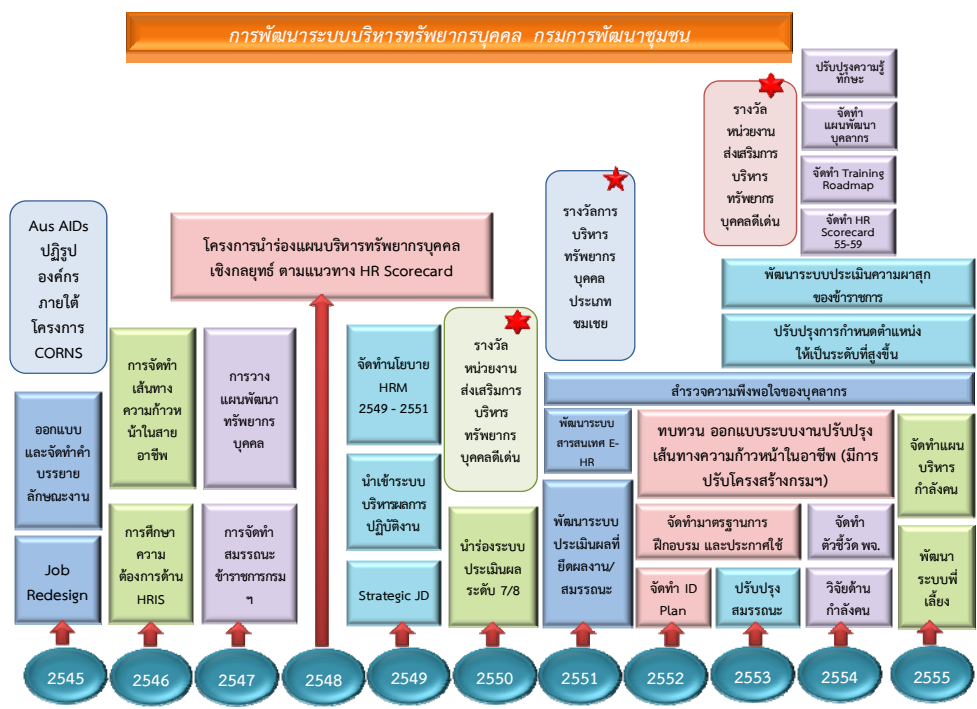 การพัฒนาระบบบริหารทรัพยากรบุคคล กรมการพัฒนาชุมชน
Aus AIDs
ปฏิรูป
องค์กร
ภายใต้
โครงการ
CORNS
ออกแบบ
และจัดทำคำ
บรรยาย
ลักษณะงาน
Job
Redesign
2545
การจัดทำ
เส้นทาง
ความก้าวห
น้าในสาย
อาชีพ
การศึกษา
ความ
ต้องการด้าน
HRIS
2546
การวาง
แผนพัฒนา
ทรัพยากร
บุคคล
การจัดทำ
สมรรถนะ
ข้าราชการกรม
ฯ
2547
โครงการนำร่องแผนบริหารทรัพยากรบุคคล
เชิงกลยุทธ์ ตามแนวทาง HR Scorecard
2548
จัดทำนโยบาย
HRM
2549 - 2551
นำเข้าระบบ
บริหารผลการ
ปฏิบัติงาน
Strategic JD
2549
รางวัล
หน่วยงาน
ส่งเสริมการ
บริหาร
ทรัพยากร
บุคคลดีเด่น
นำร่องระบบ
ประเมินผล
ระดับ 7/8
2550
รางวัลการ
บริหาร
ทรัพยากร
บุคคล
ประเภท
ชมเชย
สำรวจความพึงพอใจของบุคลากร
พัฒนาระบบ
สารสนเทศ E-
HR
พัฒนาระบบ
ประเมินผลที่
ยึดผลงาน/
สมรรถนะ
2551
ทบทวน ออกแบบระบบงานปรับปรุง
เส้นทางความก้าวหน้าในอาชีพ (มีการ
ปรับโครงสร้างกรมฯ)
จัดทำมาตรฐานการ
ฝึกอบรม และประกาศใช้
จัดทำ ID
Plan
2552
รางวัล
หน่วยงาน
ส่งเสริมการ
บริหาร
ทรัพยากร
บุคคลดีเด่น
พัฒนาระบบประเมินความผาสุก
ของข้าราชการ
ปรับปรุงการกำหนดตำแหน่ง
ให้เป็นระดับที่สูงขึ้น
ปรับปรุง
สมรรถนะ
2553
ปรับปรุงความรู้
ทักษะ
จัดทำ
แผนพัฒนา
บุคลากร
จัดทำ Training
Roadmap
จัดทำ HR
Scorecard
55-59
จัดทำ
ตัวชี้วัด พจ.
วิจัยด้าน
กำลังคน
2554
จัดทำแผน
บริหาร
กำลังคน
พัฒนา
ระบบพี่
เลี้ยง
2555